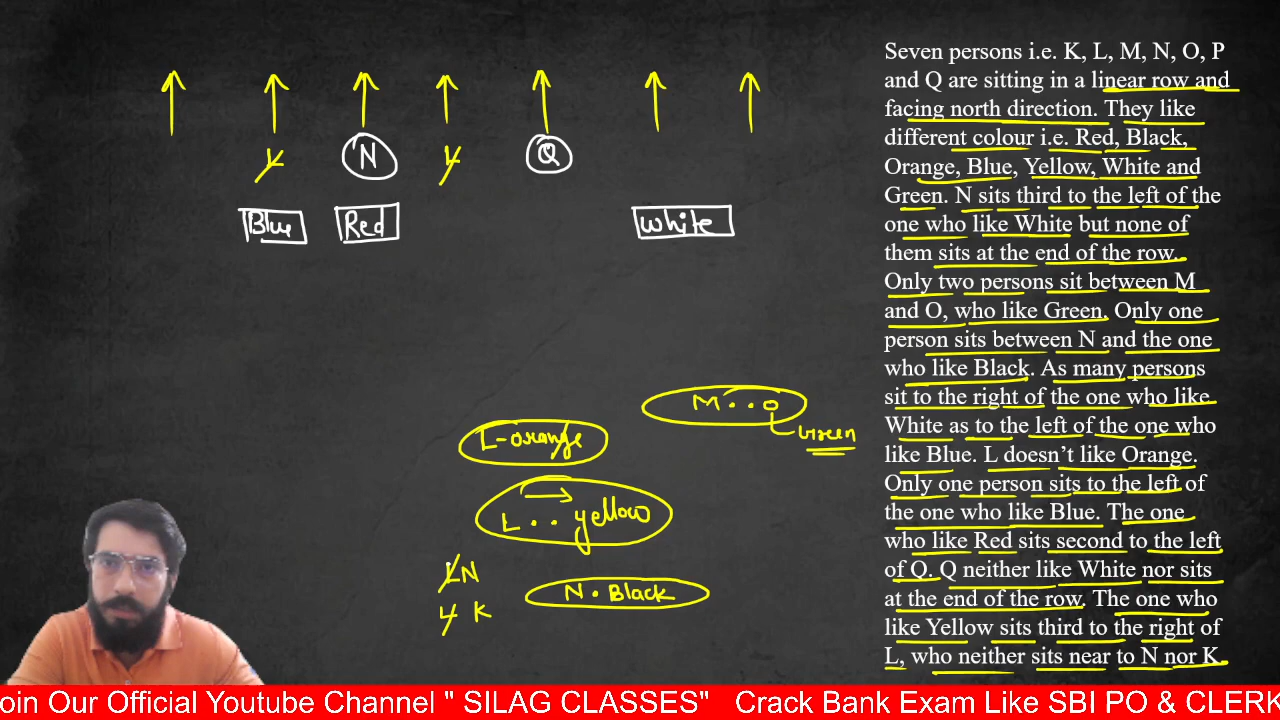 Seven persons i.e. K, L, M, N, O, P
and Q are sitting in a linear row and
facing north direction. They like
different colour i.e. Red, Black,
Orange, Blue, Yellow, White and
Green. N sits third to the left of the
one who like White but none of
them sits at the end of the row.
Only two persons sit between M
and O, who like Green. Only one
person sits between N and the one
who like Black. As many persons
sit to the right of the one who like
White as to the left of the one who
like Blue. L doesn't like Orange.
Only one person sits to the left of
the one who like Blue. The one
who like Red sits second to the left
of Q. Q neither like White nor sits
at the end of the row. The one who
like Yellow sits third to the right of
L, who neither sits near to N nor K.
L N L Q
Blue Red White
M . . O
Green
L-orange
L . . yellow
L N
L K
N . Black
oin Our Official Youtube Channel " SILAG CLASSES" Crack Bank Exam Like SBI PO & CLERK